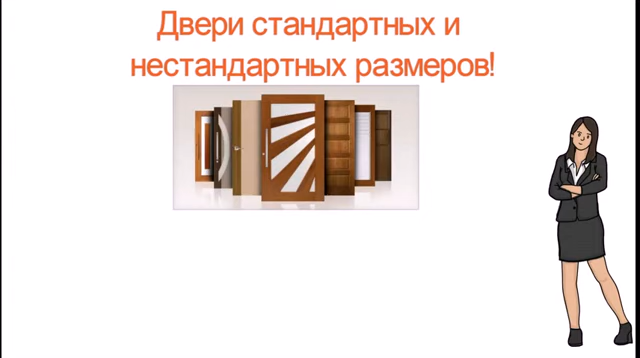 Двери стандартных и
нестандартных размеров!